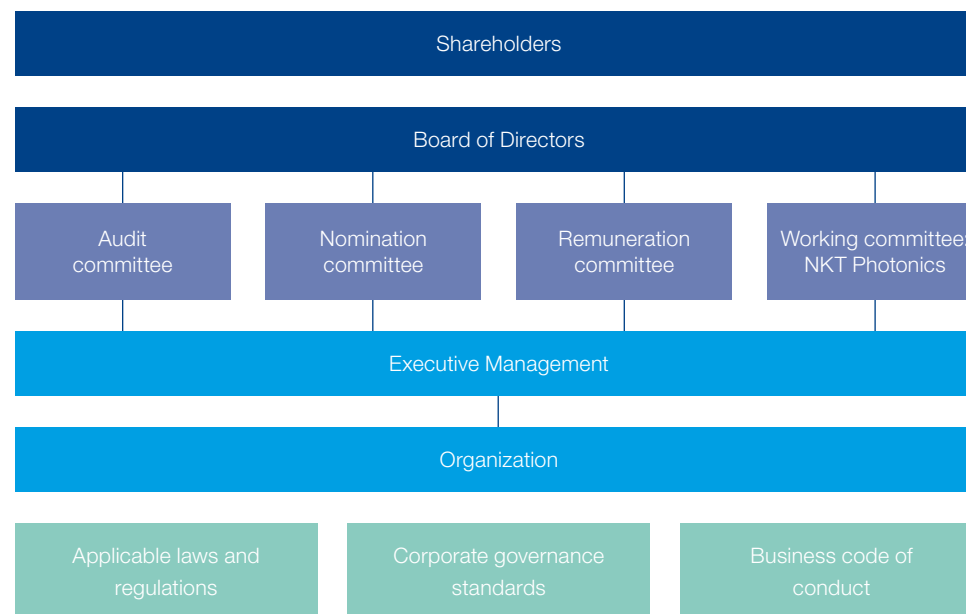 Shareholders
Board of Directors
Audit
committee
Nomination
committee
Remuneration
committee
Working committee:
NKT Photonics
Executive Management
Organization
Applicable laws and
regulations
Corporate governance
standards
Business code of
conduct